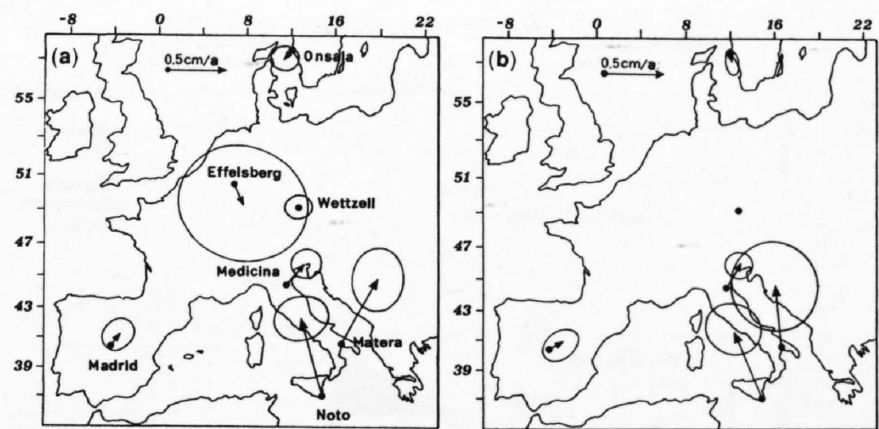 -8 0 8 16 22 -8 0 8 16 22
(a) 0.5cm/a Onsala (b) 0.5cm/a
55 55
Effelsberg
51 51
Wettzell
47 47
Medicina
43 43
Matera
39 Madrid 39
Noto